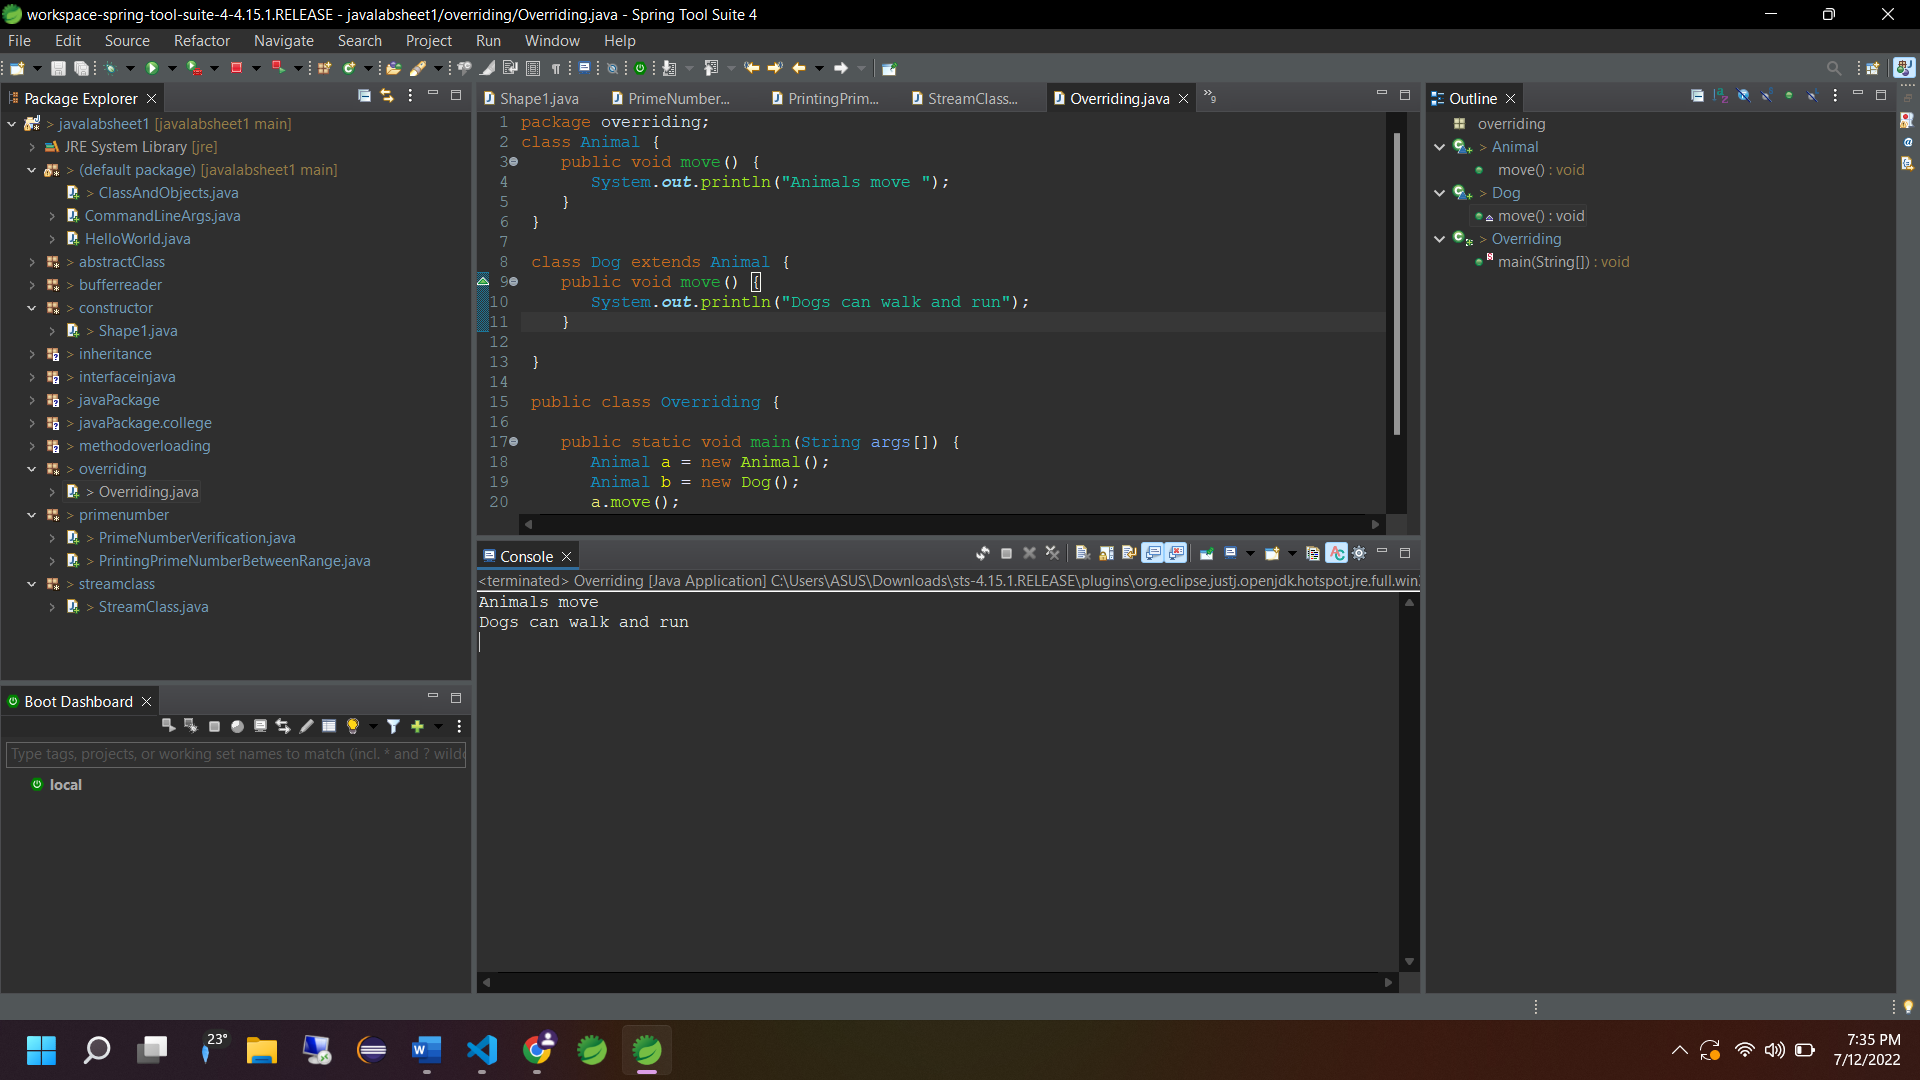 workspace-spring-tool-suite-4-4.15.1.RELEASE - javalabsheet1/overriding/Overriding.java - Spring Tool Suite 4
File Edit Source Refactor Navigate Search Project Run Window Help
Package Explorer
> javalabsheet1 [javalabsheet1 main]
JRE System Library [jre]
> (default package) [javalabsheet1 main]
> ClassAndObjects.java
CommandLineArgs.java
HelloWorld.java
> abstractClass
> bufferreader
> constructor
> Shape1.java
> inheritance
> interfaceinjava
> javaPackage
> javaPackage.college
> methodoverloading
> overriding
> Overriding.java
> primenumber
> PrimeNumberVerification.java
> PrintingPrimeNumberBetweenRange.java
> streamclass
> StreamClass.java
Boot Dashboard
Type tags, projects, or working set names to match (incl. * and ? wildc
local
Shape1.java PrimeNumber... PrintingPrim... StreamClass... Overriding.java »9
1 package overriding;
2 class Animal {
3 public void move() {
4 System.out.println("Animals move ");
5 }
6 }
7
8 class Dog extends Animal {
9 public void move() {
10 System.out.println("Dogs can walk and run");
11 }
12
13 }
14
15 public class Overriding {
16
17 public static void main(String args[]) {
18 Animal a = new Animal();
19 Animal b = new Dog();
20 a.move();
Console
<terminated> Overriding [Java Application] C:\Users\ASUS\Downloads\sts-4.15.1.RELEASE\plugins\org.eclipse.justj.openjdk.hotspot.jre.full.win
Animals move
Dogs can walk and run
Outline
overriding
> Animal
move() : void
> Dog
move() : void
> Overriding
main(String[]) : void
23°
7:35 PM
7/12/2022